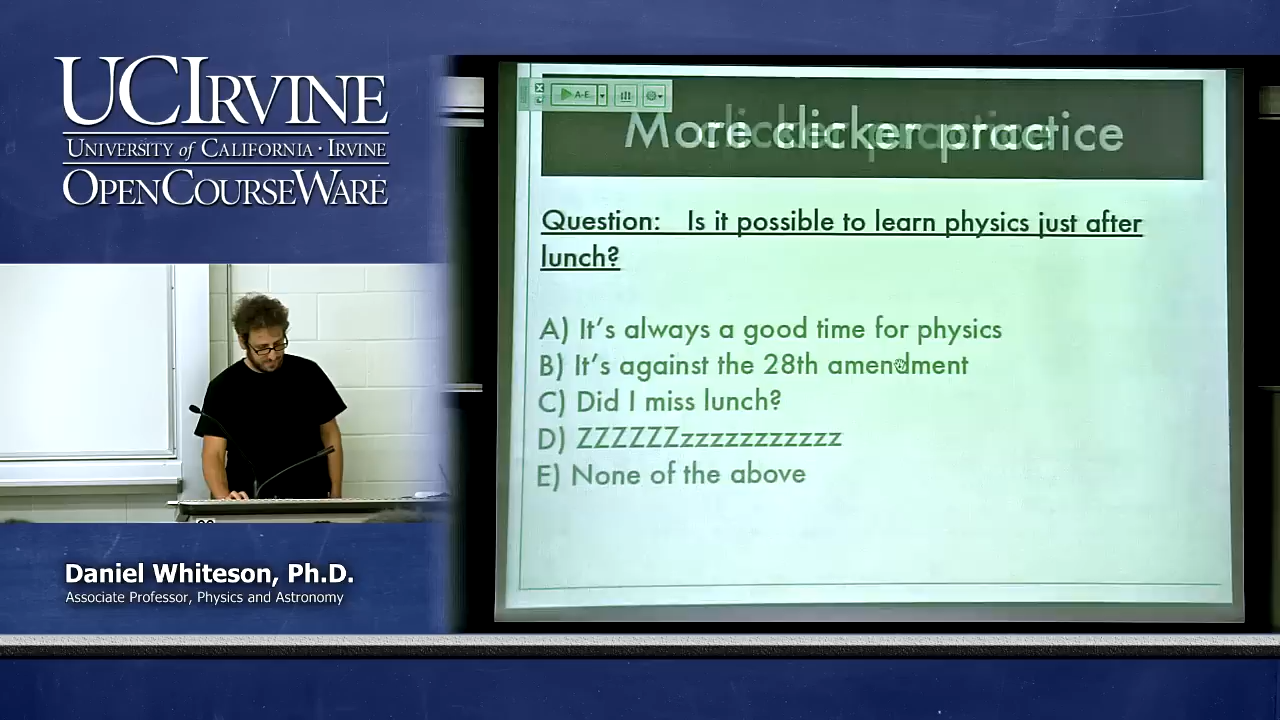 UCIRVINE
UNIVERSITY of CALIFORNIA · IRVINE
OPENCOURSEWARE
A-E
More clicker practice
Question: Is it possible to learn physics just after
lunch?
A) It's always a good time for physics
B) It's against the 28th amendment
C) Did I miss lunch?
D) ZZZZZZzzzzzzzzzzzz
E) None of the above
Daniel Whiteson, Ph.D.
Associate Professor, Physics and Astronomy